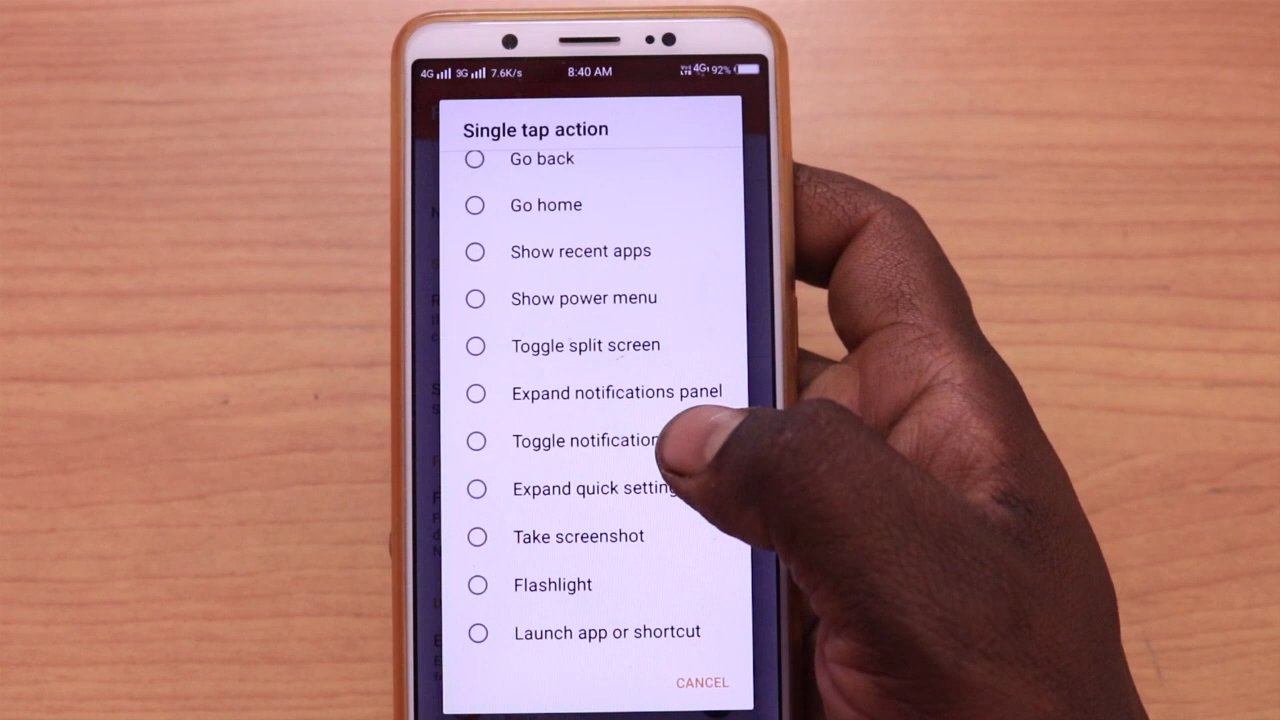 4G 3G 7.6K/s 8:40 AM VoLTE 4G 92%
Single tap action
Go back
Go home
Show recent apps
Show power menu
Toggle split screen
Expand notifications panel
Toggle
Expand quick
Take screenshot
Flashlight
Launch app or shortcut
CANCEL